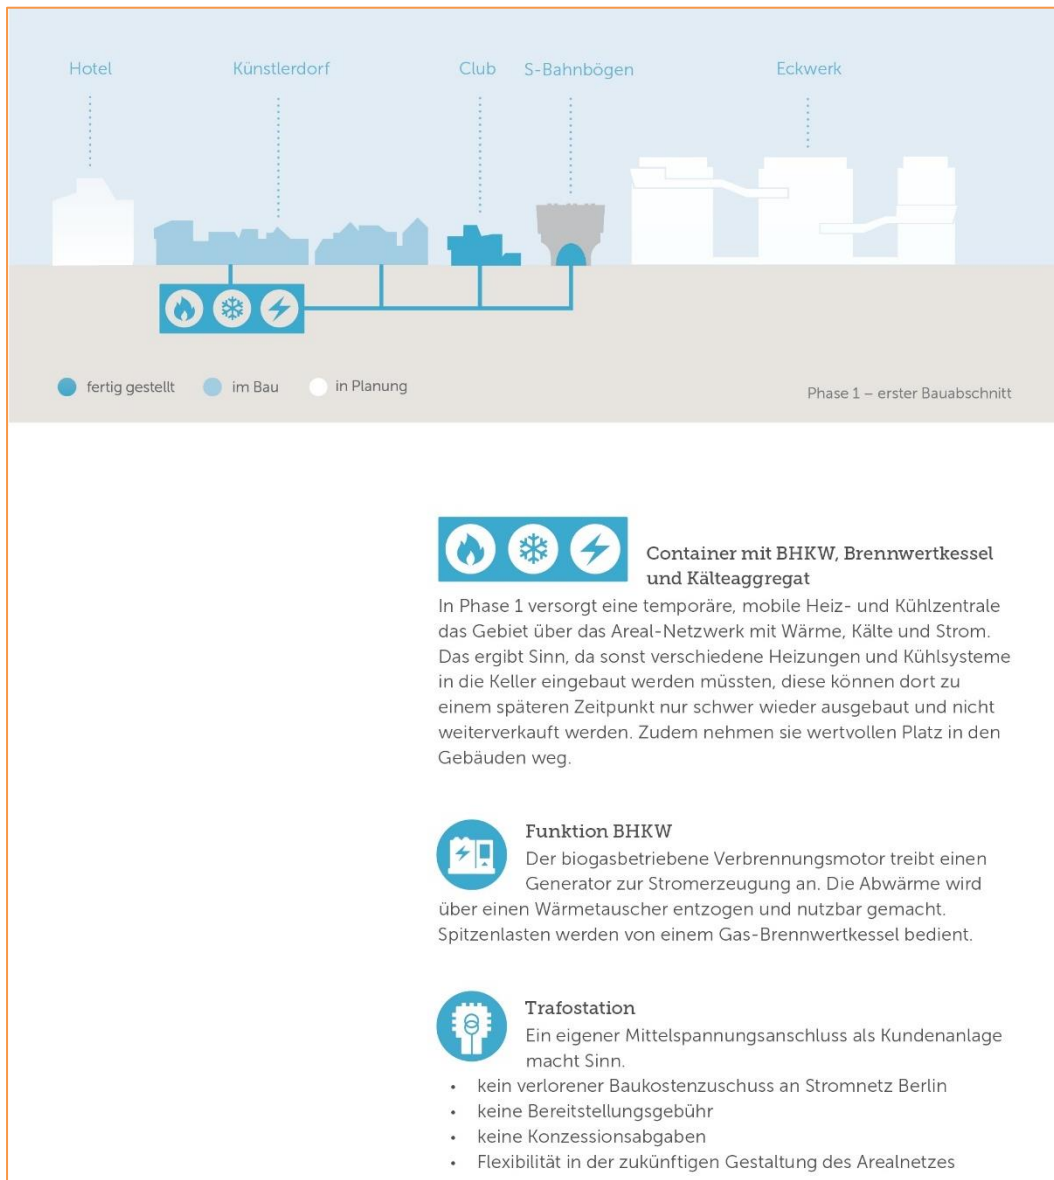 Hotel
Künstlerdorf
Club
S-Bahnbögen
Eckwerk
fertig gestellt
im Bau
in Planung
Phase 1 – erster Bauabschnitt
Container mit BHKW, Brennwertkessel
und Kälteaggregat
In Phase 1 versorgt eine temporäre, mobile Heiz- und Kühlzentrale
das Gebiet über das Areal-Netzwerk mit Wärme, Kälte und Strom.
Das ergibt Sinn, da sonst verschiedene Heizungen und Kühlsysteme
in die Keller eingebaut werden müssten, diese können dort zu
einem späteren Zeitpunkt nur schwer wieder ausgebaut und nicht
weiterverkauft werden. Zudem nehmen sie wertvollen Platz in den
Gebäuden weg.
Funktion BHKW
Der biogasbetriebene Verbrennungsmotor treibt einen
Generator zur Stromerzeugung an. Die Abwärme wird
über einen Wärmetauscher entzogen und nutzbar gemacht.
Spitzenlasten werden von einem Gas-Brennwertkessel bedient.
Trafostation
Ein eigener Mittelspannungsanschluss als Kundenanlage
macht Sinn.
• kein verlorener Baukostenzuschuss an Stromnetz Berlin
• keine Bereitstellungsgebühr
• keine Konzessionsabgaben
• Flexibilität in der zukünftigen Gestaltung des Arealnetzes